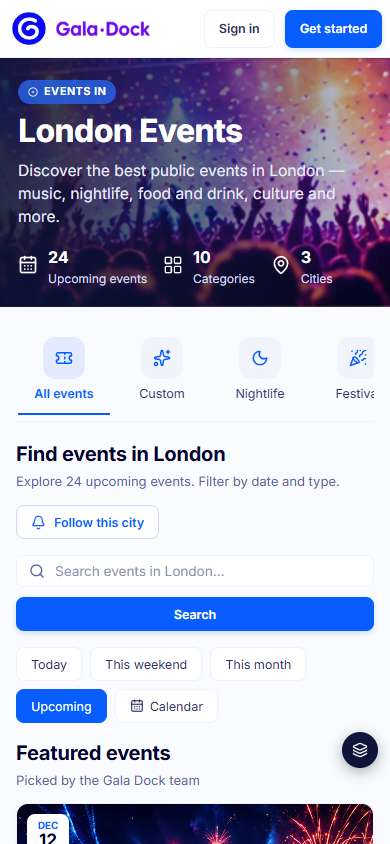 Gala·Dock
Sign in
Get started
EVENTS IN
London Events
Discover the best public events in London —
music, nightlife, food and drink, culture and
more.
24
Upcoming events
10
Categories
3
Cities
All events
Custom
Nightlife
Festiva
Find events in London
Explore 24 upcoming events. Filter by date and type.
Follow this city
Search events in London...
Search
Today
This weekend
This month
Upcoming
Calendar
Featured events
Picked by the Gala Dock team
DEC
12